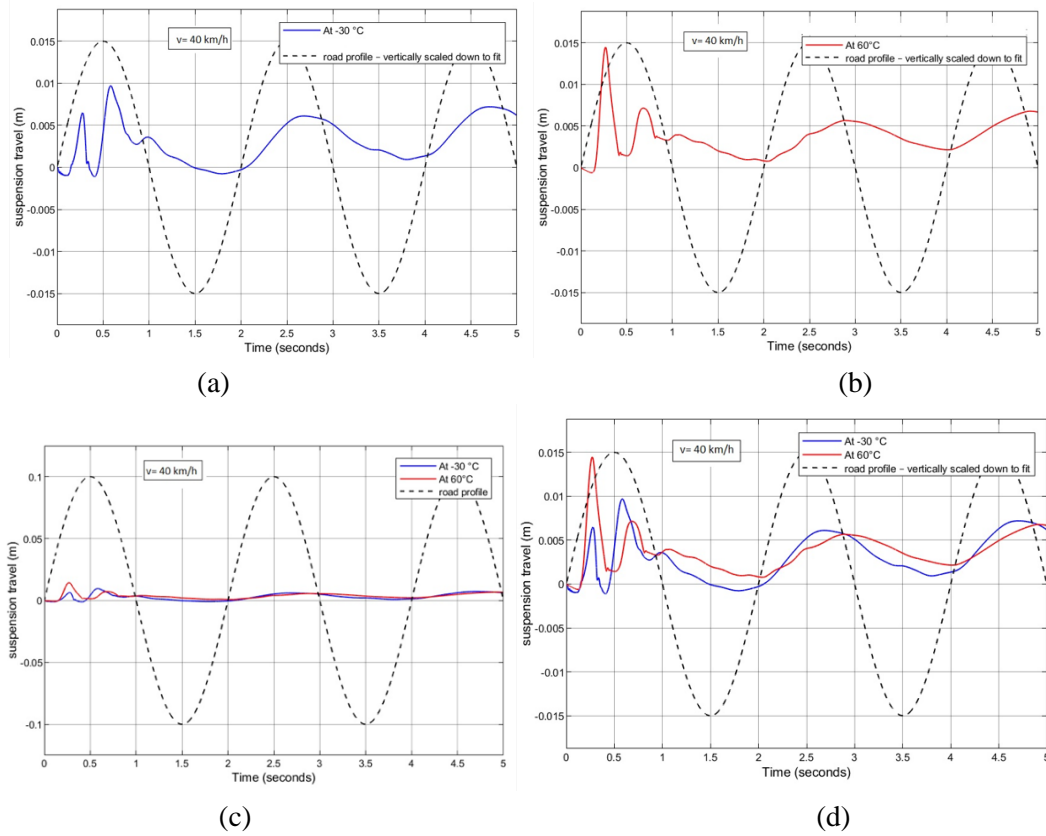 v= 40 km/h
At -30 °C
road profile – vertically scaled down to fit
suspension travel (m)
0.015
0.01
0.005
0
-0.005
-0.01
-0.015
0 0.5 1 1.5 2 2.5 3 3.5 4 4.5 5
Time (seconds)
(a)
v= 40 km/h
At 60°C
road profile – vertically scaled down to fit
suspension travel (m)
0.015
0.01
0.005
0
-0.005
-0.01
-0.015
0 0.5 1 1.5 2 2.5 3 3.5 4 4.5 5
Time (seconds)
(b)
v= 40 km/h
At -30 °C
At 60°C
road profile
suspension travel (m)
0.1
0.05
0
-0.05
-0.1
0 0.5 1 1.5 2 2.5 3 3.5 4 4.5 5
Time (seconds)
(c)
v= 40 km/h
At -30 °C
At 60°C
road profile – vertically scaled down to fit
suspension travel (m)
0.015
0.01
0.005
0
-0.005
-0.01
-0.015
0 0.5 1 1.5 2 2.5 3 3.5 4 4.5 5
Time (seconds)
(d)